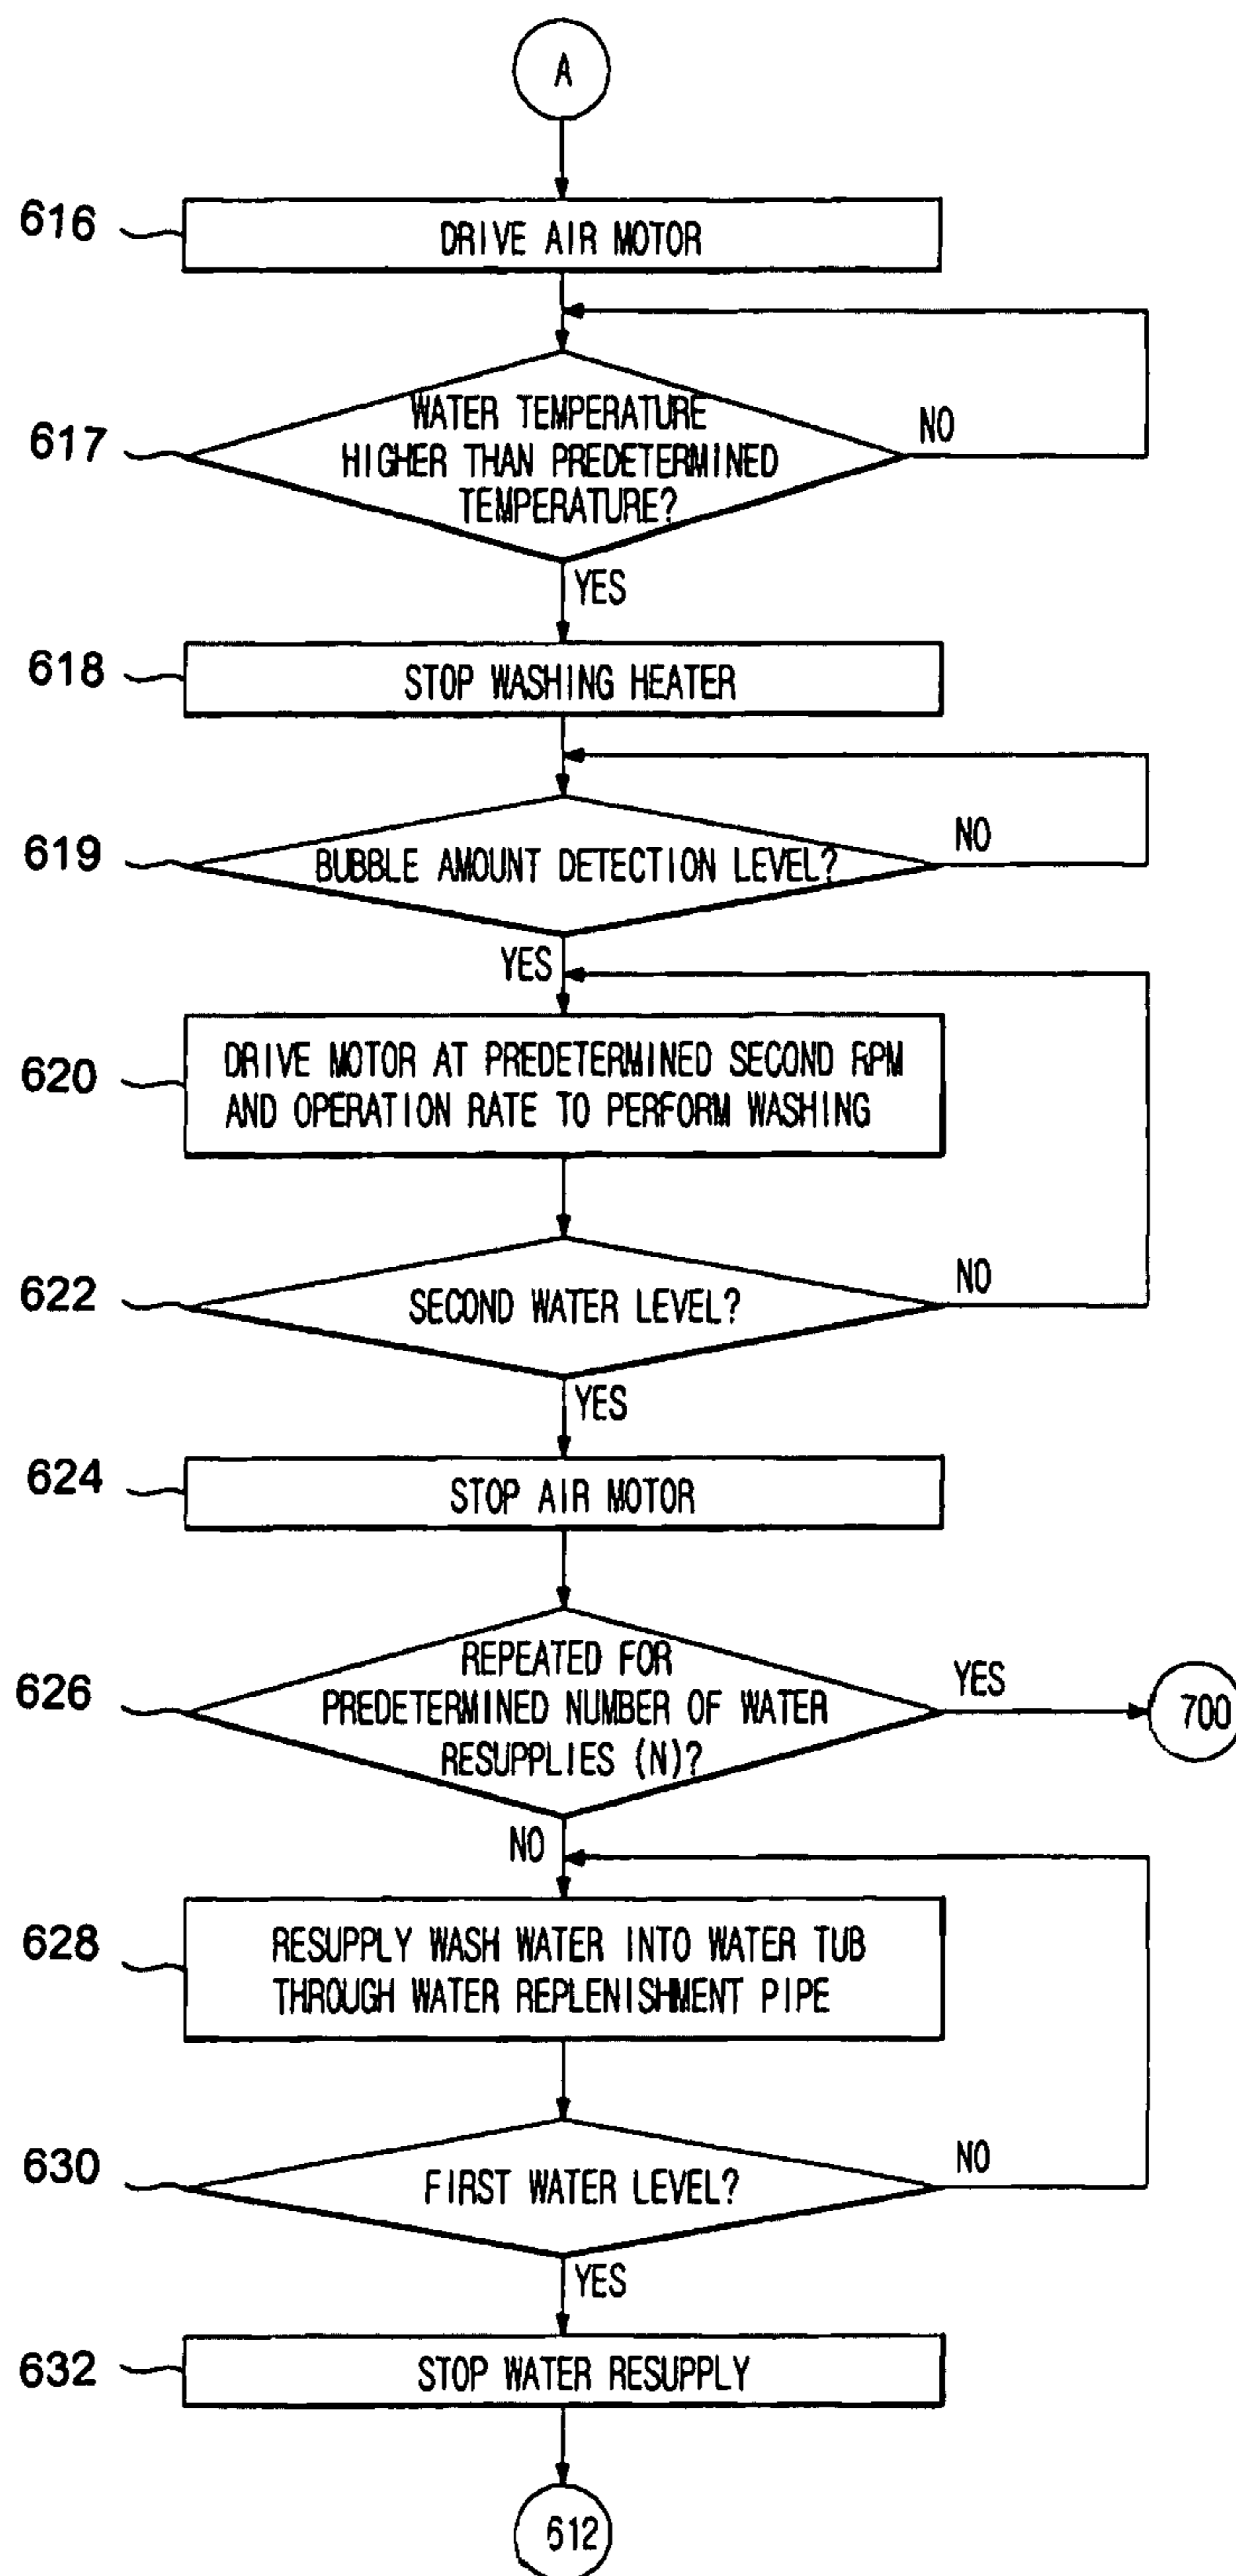 A
616
DRIVE AIR MOTOR
617
WATER TEMPERATURE
HIGHER THAN PREDETERMINED
TEMPERATURE?
NO
YES
618
STOP WASHING HEATER
619
BUBBLE AMOUNT DETECTION LEVEL?
NO
YES
620
DRIVE MOTOR AT PREDETERMINED SECOND RPM
AND OPERATION RATE TO PERFORM WASHING
622
SECOND WATER LEVEL?
NO
YES
624
STOP AIR MOTOR
626
REPEATED FOR
PREDETERMINED NUMBER OF WATER
RESUPPLIES (N)?
YES
700
NO
628
RESUPPLY WASH WATER INTO WATER TUB
THROUGH WATER REPLENISHMENT PIPE
630
FIRST WATER LEVEL?
NO
YES
632
STOP WATER RESUPPLY
612